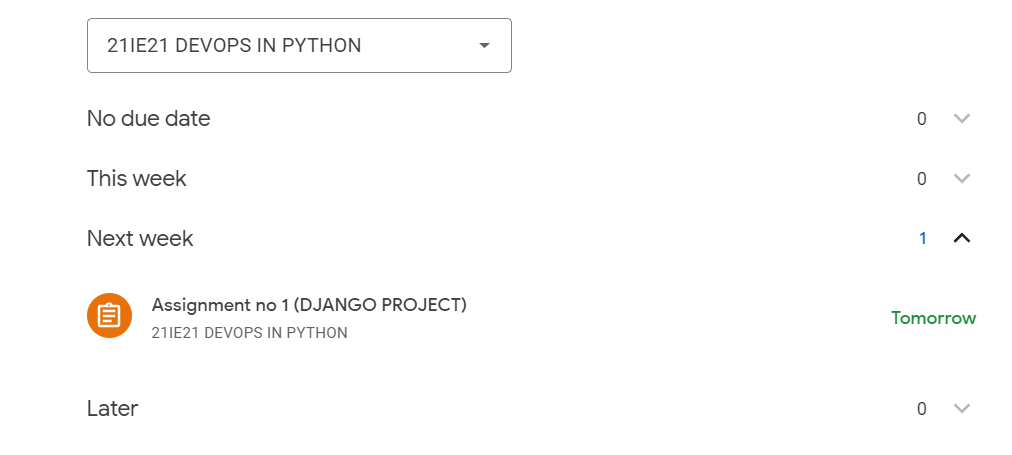 21IE21 DEVOPS IN PYTHON
No due date 0
This week 0
Next week 1
Assignment no 1 (DJANGO PROJECT)
21IE21 DEVOPS IN PYTHON
Tomorrow
Later 0